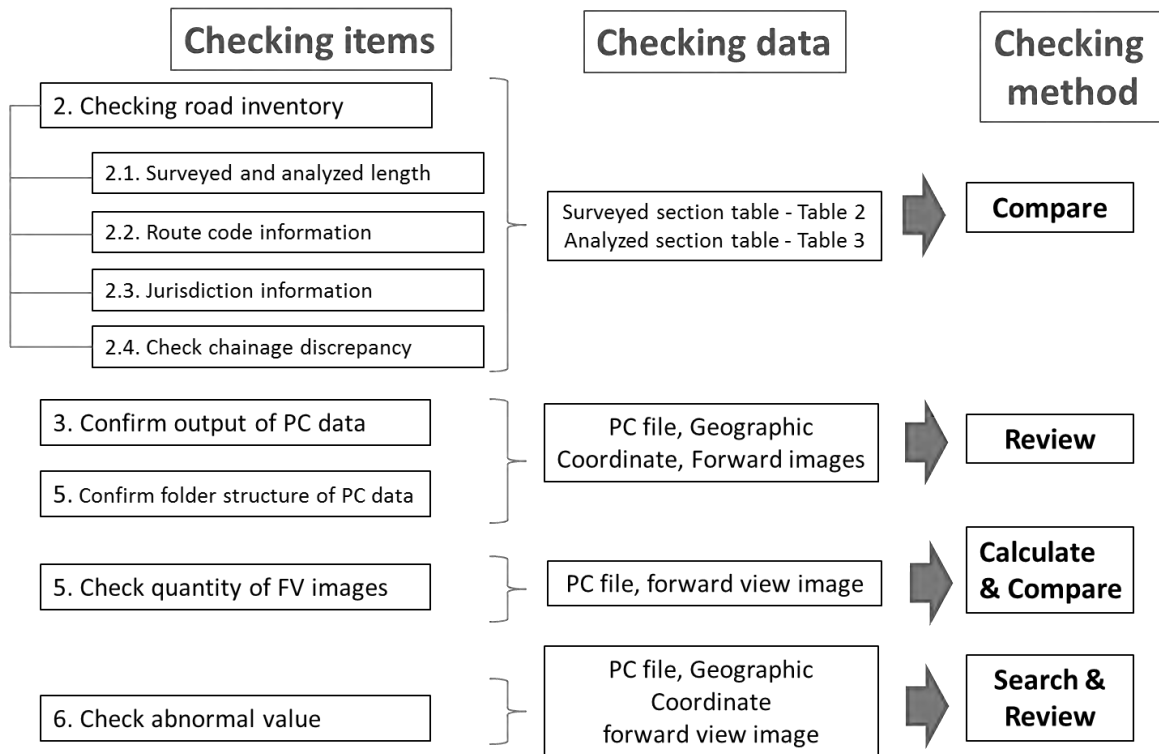 Checking items
Checking data
Checking
method
2. Checking road inventory
2.1. Surveyed and analyzed length
2.2. Route code information
2.3. Jurisdiction information
2.4. Check chainage discrepancy
Surveyed section table - Table 2
Analyzed section table - Table 3
Compare
3. Confirm output of PC data
5. Confirm folder structure of PC data
PC file, Geographic
Coordinate, Forward images
Review
5. Check quantity of FV images
PC file, forward view image
Calculate
& Compare
6. Check abnormal value
PC file, Geographic
Coordinate
forward view image
Search &
Review